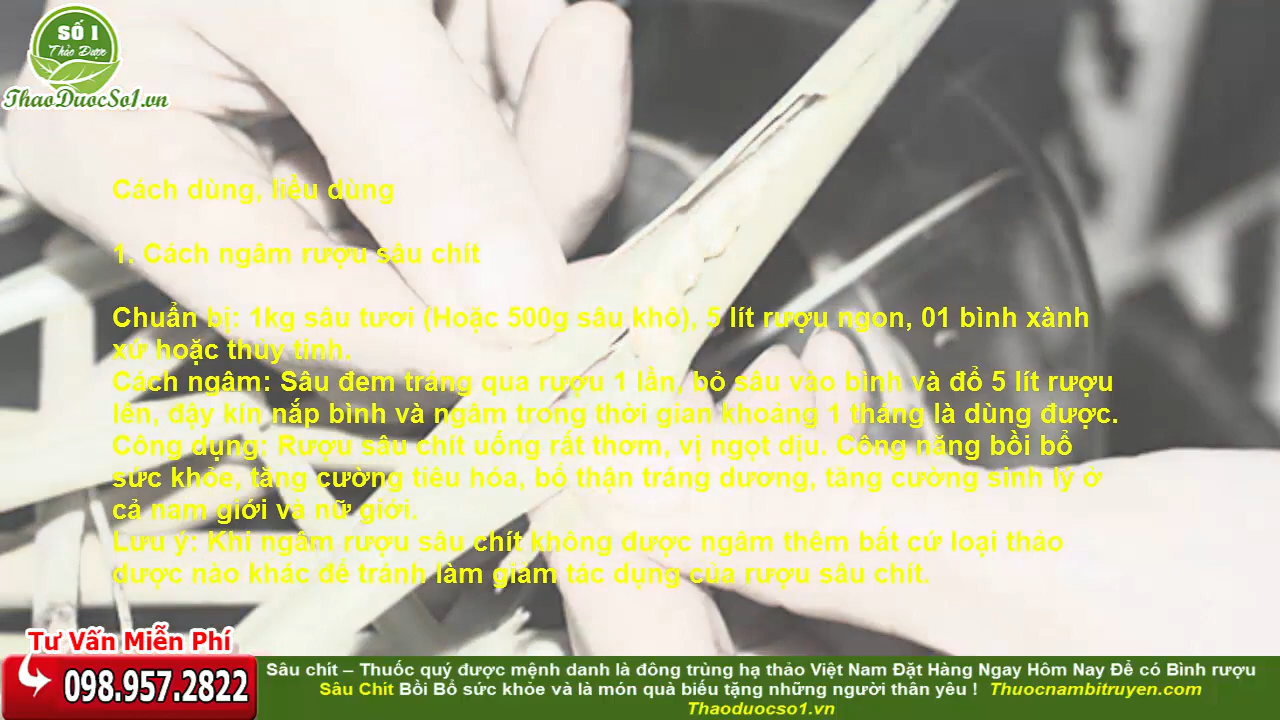 SỐ 1
Thảo Dược
ThaoDuocSo1.vn
Cách dùng, liều dùng
1. Cách ngâm rượu sâu chít
Chuẩn bị: 1kg sâu tươi (Hoặc 500g sâu khô), 5 lít rượu ngon, 01 bình xành
xứ hoặc thủy tinh.
Cách ngâm: Sâu đem tráng qua rượu 1 lần, bỏ sâu vào bình và đổ 5 lít rượu
lên, đậy kín nắp bình và ngâm trong thời gian khoảng 1 tháng là dùng được.
Công dụng: Rượu sâu chít uống rất thơm, vị ngọt dịu. Công năng bồi bổ
sức khỏe, tăng cường tiêu hóa, bổ thận tráng dương, tăng cường sinh lý ở
cả nam giới và nữ giới.
Lưu ý: Khi ngâm rượu sâu chít không được ngâm thêm bất cứ loại thảo
dược nào khác để tránh làm giảm tác dụng của rượu sâu chít.
Tư Vấn Miễn Phí
098.957.2822
Sâu chít – Thuốc quý được mệnh danh là đông trùng hạ thảo Việt Nam Đặt Hàng Ngay Hôm Nay Để có Bình rượu
Sâu Chít Bồi Bổ sức khỏe và là món quà biếu tặng những người thân yêu ! Thuocnambitruyen.com
Thaoduocso1.vn